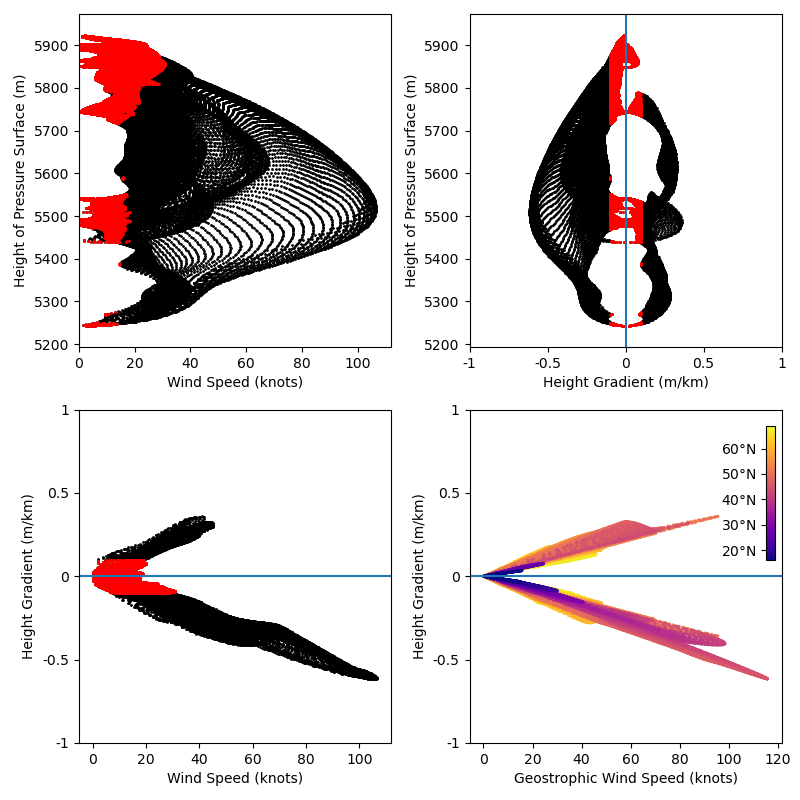 5900
5800
5700
5600
5500
5400
5300
5200
Height of Pressure Surface (m)
0 20 40 60 80 100
Wind Speed (knots)
5900
5800
5700
5600
5500
5400
5300
5200
Height of Pressure Surface (m)
-1 -0.5 0 0.5 1
Height Gradient (m/km)
1
0.5
0
-0.5
-1
Height Gradient (m/km)
0 20 40 60 80 100
Wind Speed (knots)
1
0.5
0
-0.5
-1
Height Gradient (m/km)
60°N
50°N
40°N
30°N
20°N
0 20 40 60 80 100 120
Geostrophic Wind Speed (knots)